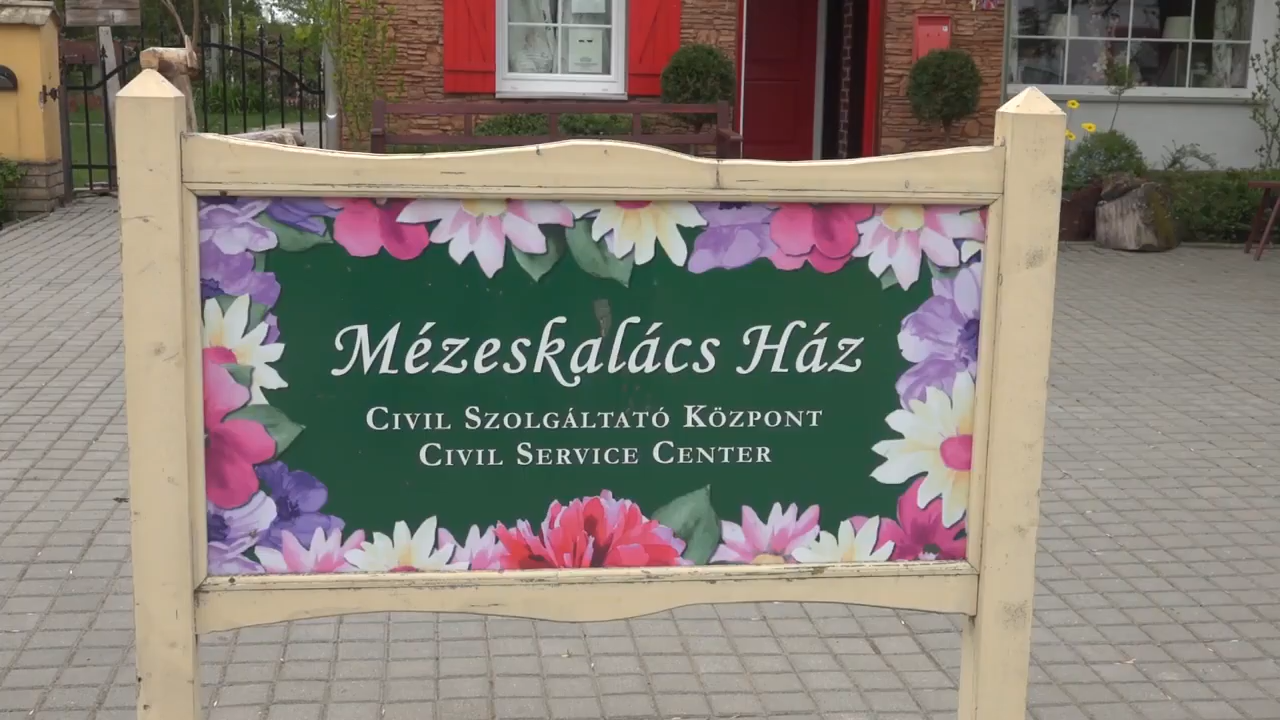 Mézeskalács Ház
Civil Szolgáltató Központ
Civil Service Center